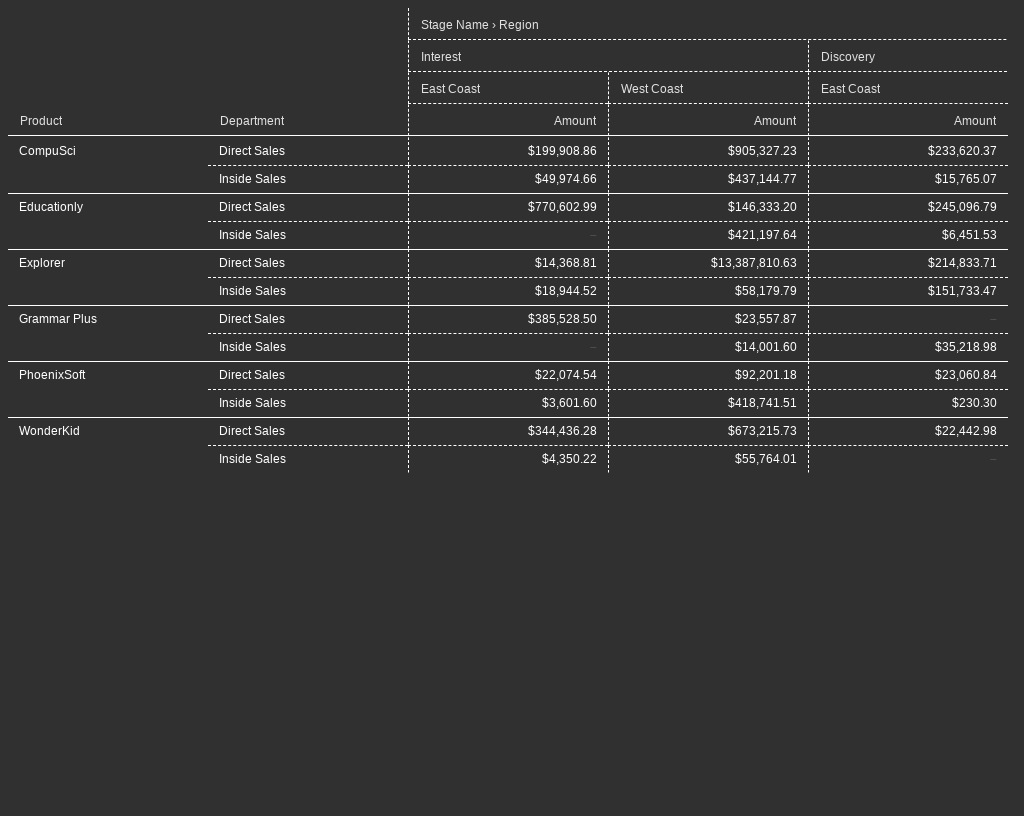 Stage Name › Region
Interest Discovery
East Coast West Coast East Coast
Product Department Amount Amount Amount
CompuSci Direct Sales $199,908.86 $905,327.23 $233,620.37
Inside Sales $49,974.66 $437,144.77 $15,765.07
Educationly Direct Sales $770,602.99 $146,333.20 $245,096.79
Inside Sales – $421,197.64 $6,451.53
Explorer Direct Sales $14,368.81 $13,387,810.63 $214,833.71
Inside Sales $18,944.52 $58,179.79 $151,733.47
Grammar Plus Direct Sales $385,528.50 $23,557.87 –
Inside Sales – $14,001.60 $35,218.98
PhoenixSoft Direct Sales $22,074.54 $92,201.18 $23,060.84
Inside Sales $3,601.60 $418,741.51 $230.30
WonderKid Direct Sales $344,436.28 $673,215.73 $22,442.98
Inside Sales $4,350.22 $55,764.01 –